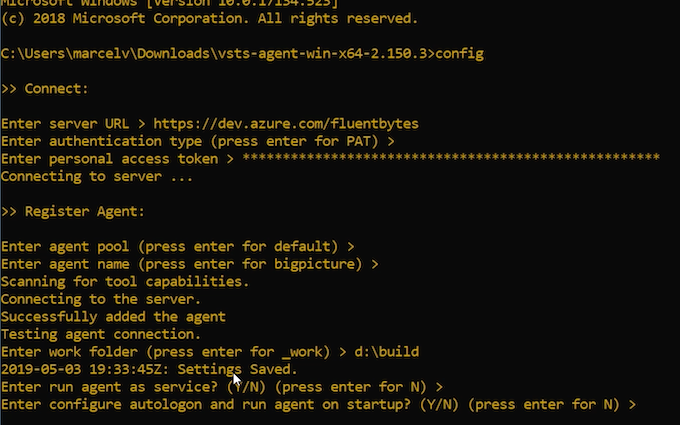 Microsoft Windows [Version 10.0.17134.523]
(c) 2018 Microsoft Corporation. All rights reserved.
C:\Users\marcelv\Downloads\vsts-agent-win-x64-2.150.3>config
>> Connect:
Enter server URL > https://dev.azure.com/fluentbytes
Enter authentication type (press enter for PAT) >
Enter personal access token > ****************************************************
Connecting to server ...
>> Register Agent:
Enter agent pool (press enter for default) >
Enter agent name (press enter for bigpicture) >
Scanning for tool capabilities.
Connecting to the server.
Successfully added the agent
Testing agent connection.
Enter work folder (press enter for _work) > d:\build
2019-05-03 19:33:45Z: Settings Saved.
Enter run agent as service? (Y/N) (press enter for N) >
Enter configure autologon and run agent on startup? (Y/N) (press enter for N) >